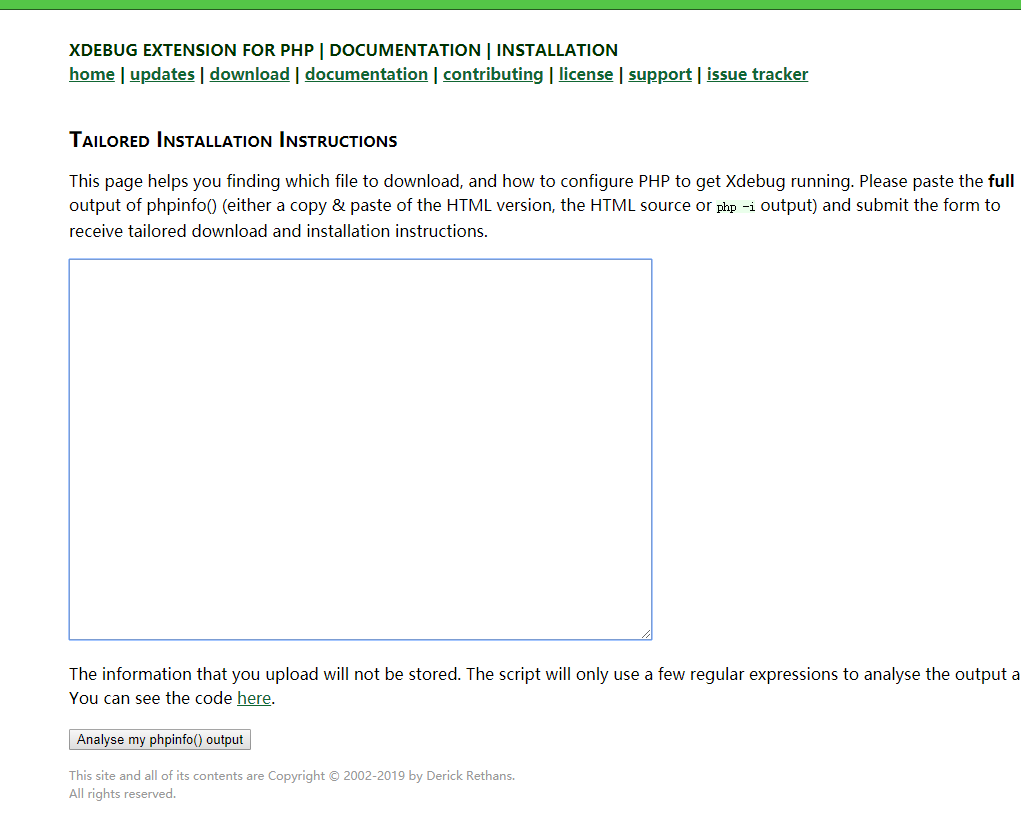 XDEBUG EXTENSION FOR PHP | DOCUMENTATION | INSTALLATION
home | updates | download | documentation | contributing | license | support | issue tracker
Tailored Installation Instructions
This page helps you finding which file to download, and how to configure PHP to get Xdebug running. Please paste the full
output of phpinfo() (either a copy & paste of the HTML version, the HTML source or php -i output) and submit the form to
receive tailored download and installation instructions.
The information that you upload will not be stored. The script will only use a few regular expressions to analyse the output a
You can see the code here.
Analyse my phpinfo() output
This site and all of its contents are Copyright © 2002-2019 by Derick Rethans.
All rights reserved.